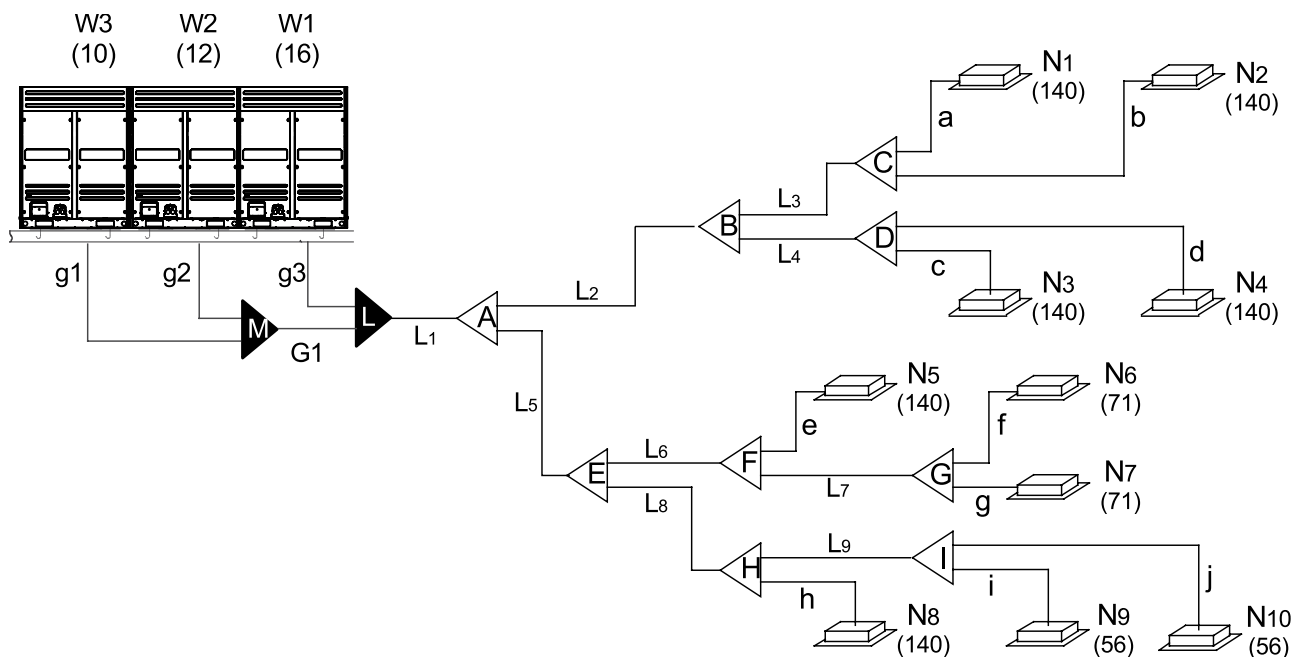 W3 W2 W1
(10) (12) (16)
N1 N2
(140) (140)
a b
C
L3
B
D
L4
c d
g1 g2 g3
L2
N3 N4
(140) (140)
M L L1 A
G1
N5 N6
(140) (71)
L5
e f
L6
E F G
L7
N7
(71)
g
L8
L9
H I
h i j
N8 N9 N10
(140) (56) (56)